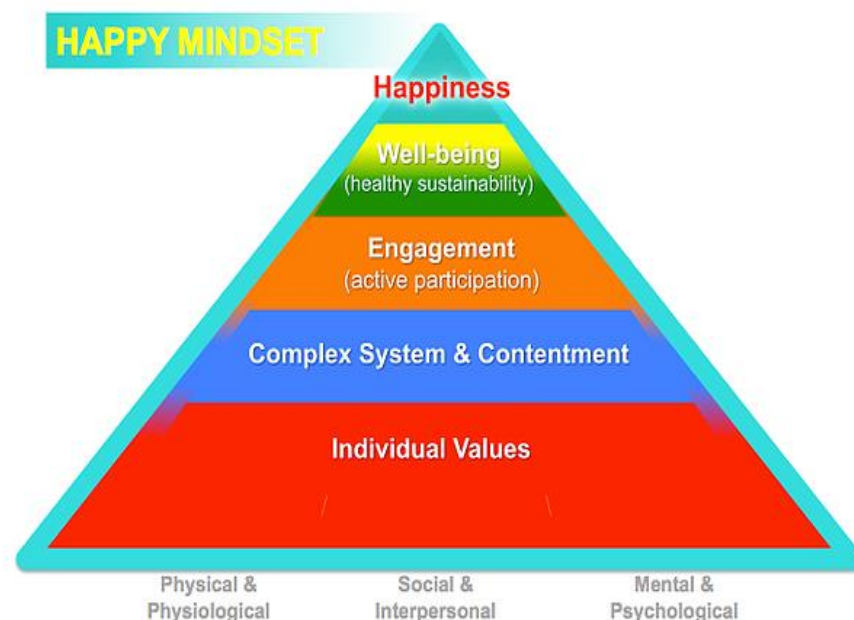 HAPPY MINDSET
Happiness
Well-being
(healthy sustainability)
Engagement
(active participation)
Complex System & Contentment
Individual Values
Physical &
Physiological
Social &
Interpersonal
Mental &
Psychological